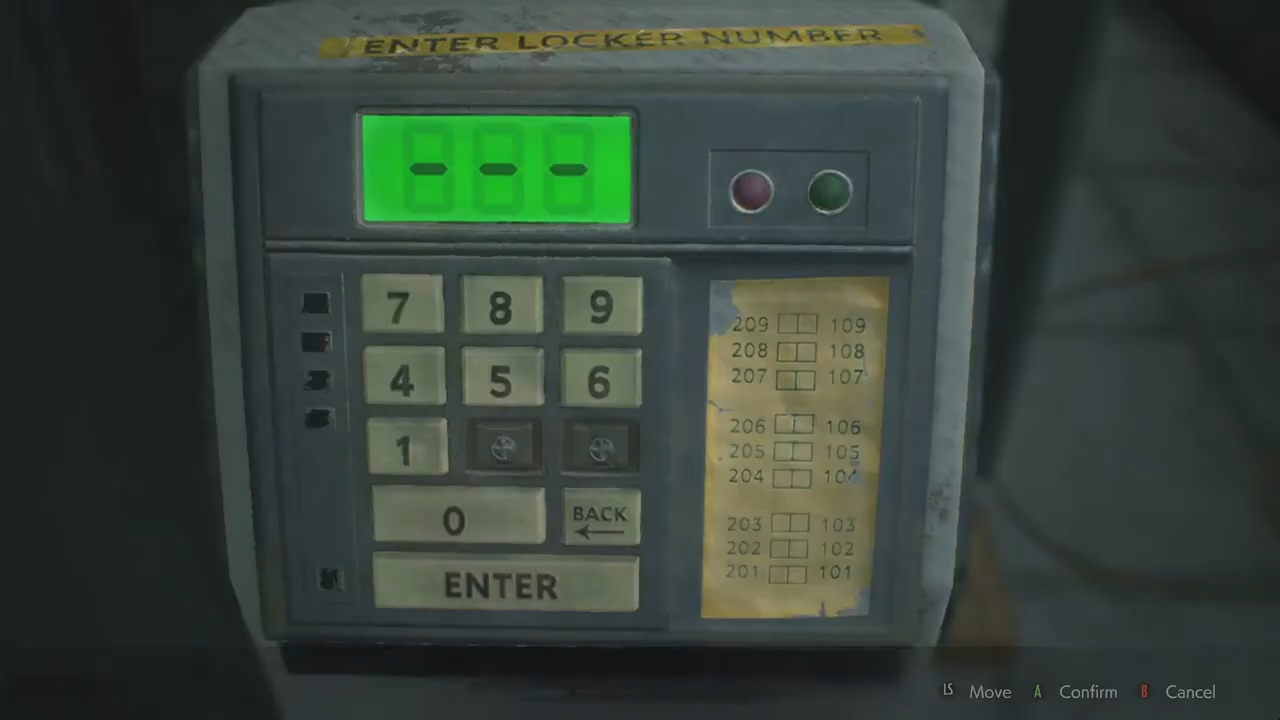 ENTER LOCKER NUMBER
- - -
7 8 9
4 5 6
1
0 BACK
ENTER
209 109
208 108
207 107
206 106
205 105
204 104
203 103
202 102
201 101
LS Move A Confirm B Cancel